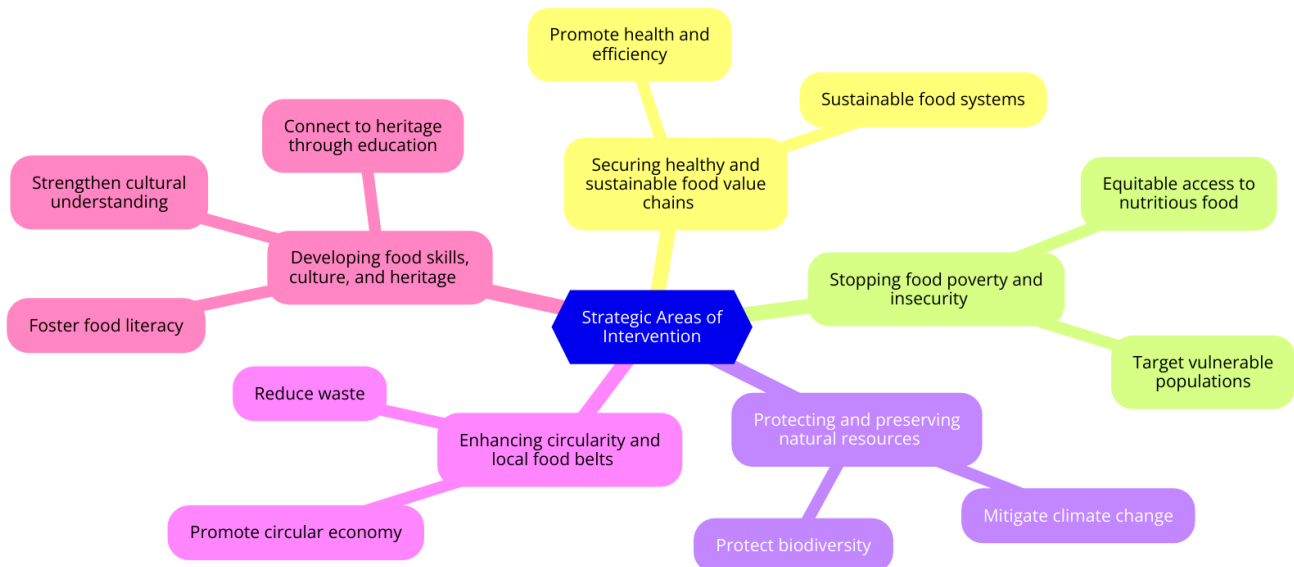 Strategic Areas of
Intervention
Securing healthy and
sustainable food value
chains
Promote health and
efficiency
Sustainable food systems
Stopping food poverty and
insecurity
Equitable access to
nutritious food
Target vulnerable
populations
Protecting and preserving
natural resources
Mitigate climate change
Protect biodiversity
Enhancing circularity and
local food belts
Reduce waste
Promote circular economy
Developing food skills,
culture, and heritage
Connect to heritage
through education
Strengthen cultural
understanding
Foster food literacy